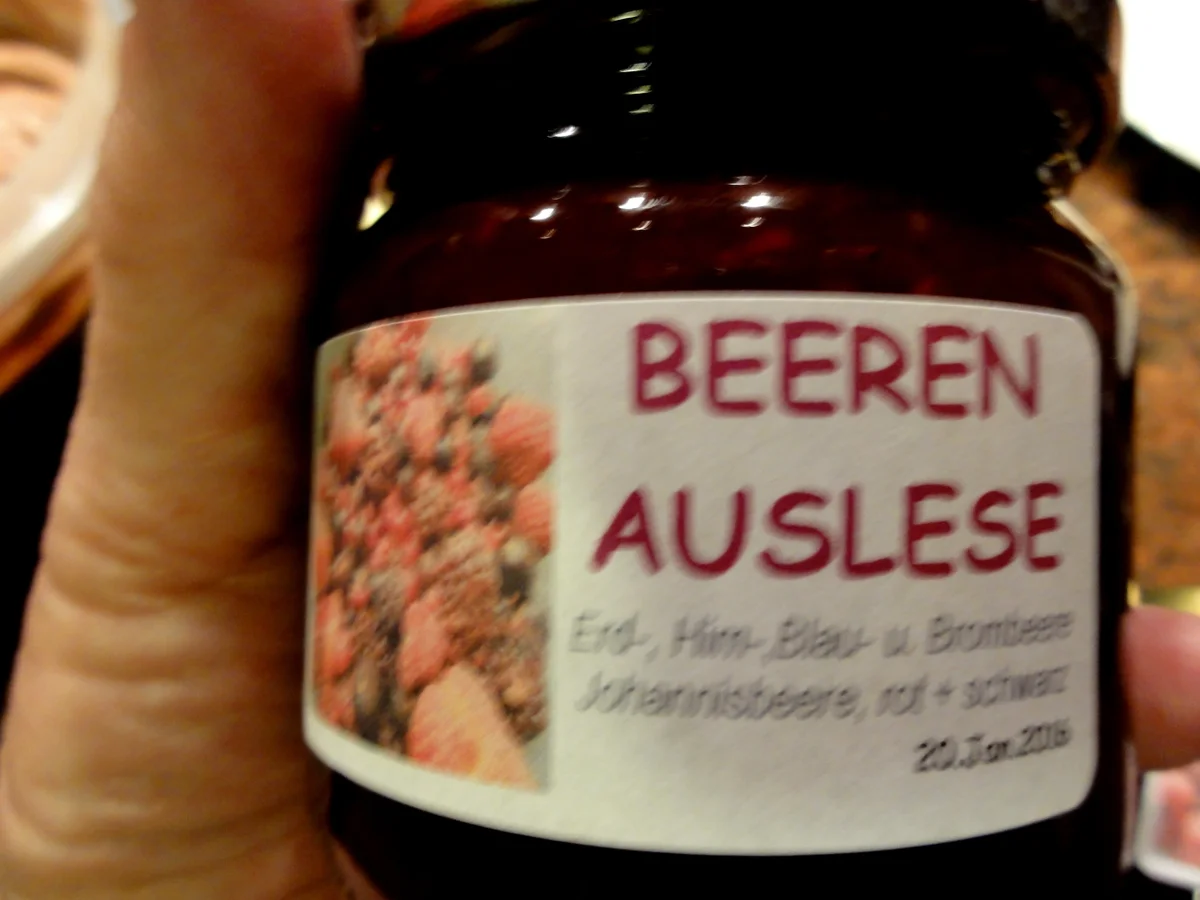 BEEREN
AUSLESE
Erd-, Him-,Blau- u. Brombeere
Johannisbeere, rot + schwarz
20.Jan.2016